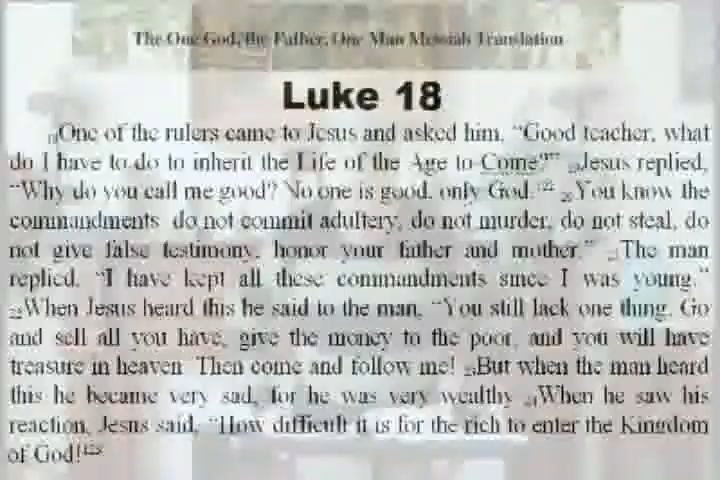 The One God, the Father, One Man Messiah Translation
Luke 18
One of the rulers came to Jesus and asked him, “Good teacher, what
do I have to do to inherit the Life of the Age to Come?” Jesus replied,
“Why do you call me good? No one is good, only God. You know the
commandments do not commit adultery, do not murder, do not steal, do
not give false testimony, honor your father and mother.” The man
replied, “I have kept all these commandments since I was young.”
When Jesus heard this he said to the man, “You still lack one thing. Go
and sell all you have, give the money to the poor, and you will have
treasure in heaven. Then come and follow me! But when the man heard
this he became very sad, for he was very wealthy. When he saw his
reaction, Jesus said, “How difficult it is for the rich to enter the Kingdom
of God!